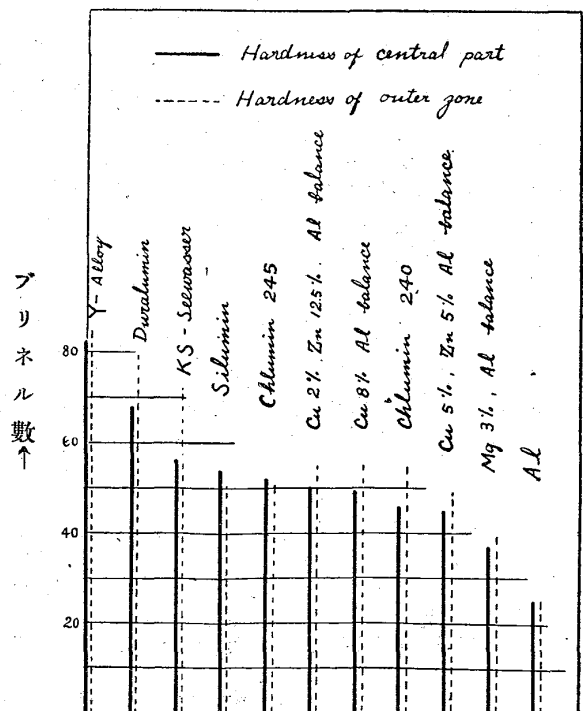 Hardness of central part
Hardness of outer zone
ブリネル数↑
80
60
40
20
Y-Alloy
Duralumin
KS-Seewasser
Silumin
Chlumin 245
Cu 2% Zn 12.5%. Al balance
Cu 8% Al balance
Chlumin 240
Cu 5%, Zn 5% Al balance
Mg 3%, Al balance
Al